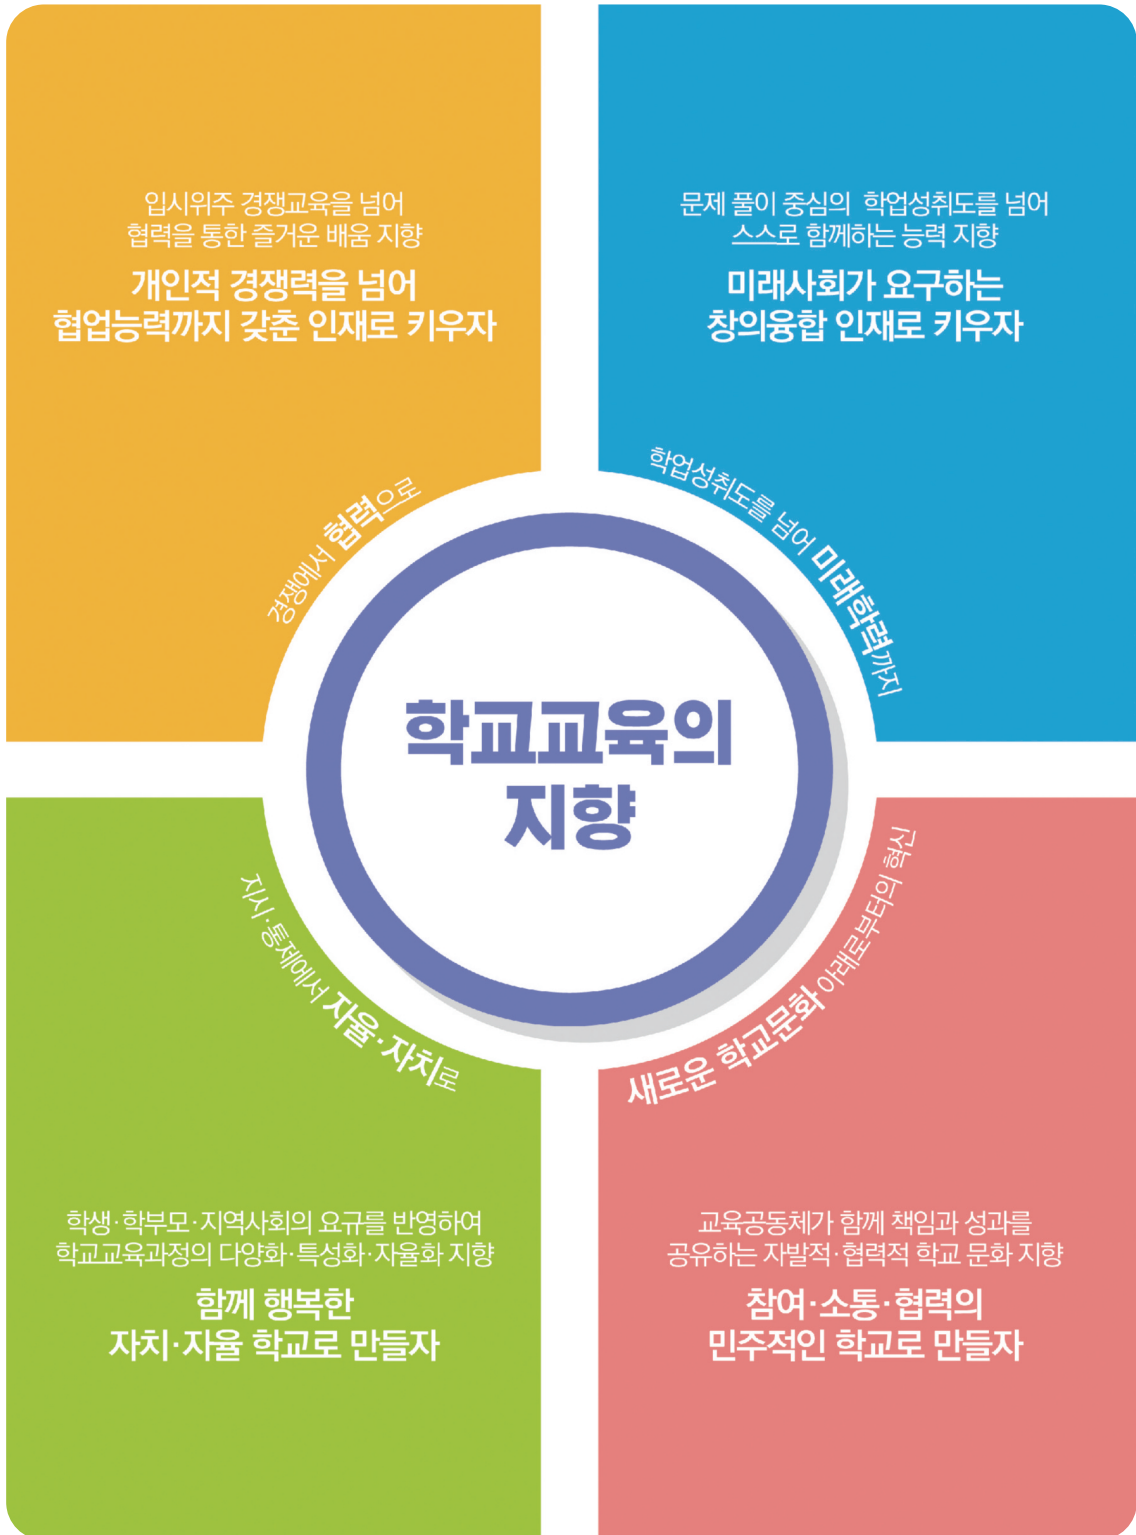 입시위주 경쟁교육을 넘어
협력을 통한 즐거운 배움 지향
개인적 경쟁력을 넘어
협업능력까지 갖춘 인재로 키우자
경쟁에서 협력으로
문제 풀이 중심의 학업성취도를 넘어
스스로 함께하는 능력 지향
미래사회가 요구하는
창의융합 인재로 키우자
학업성취도를 넘어 미래학력까지
학교교육의
지향
지시·통제에서 자율·자치로
학생·학부모·지역사회의 요규를 반영하여
학교교육과정의 다양화·특성화·자율화 지향
함께 행복한
자치·자율 학교로 만들자
새로운 학교문화 아래로부터의 혁신
교육공동체가 함께 책임과 성과를
공유하는 자발적·협력적 학교 문화 지향
참여·소통·협력의
민주적인 학교로 만들자